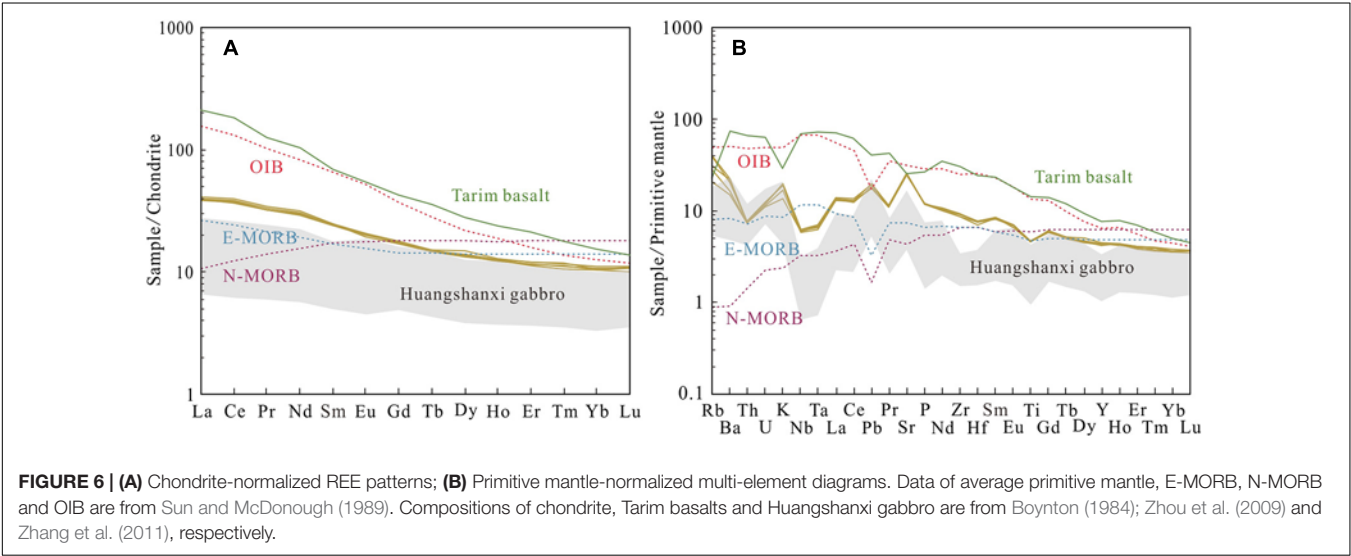 A
1000
100
10
1
Sample/Chondrite
OIB
Tarim basalt
E-MORB
N-MORB
Huangshanxi gabbro
La Ce Pr Nd Sm Eu Gd Tb Dy Ho Er Tm Yb Lu
B
1000
100
10
1
0.1
Sample/Primitive mantle
OIB
Tarim basalt
E-MORB
Huangshanxi gabbro
N-MORB
Rb Th K Ta Ce Pr P Zr Sm Ti Tb Y Er Yb
Ba U Nb La Pb Sr Nd Hf Eu Gd Dy Ho Tm Lu
FIGURE 6 | (A) Chondrite-normalized REE patterns; (B) Primitive mantle-normalized multi-element diagrams. Data of average primitive mantle, E-MORB, N-MORB
and OIB are from Sun and McDonough (1989). Compositions of chondrite, Tarim basalts and Huangshanxi gabbro are from Boynton (1984); Zhou et al. (2009) and
Zhang et al. (2011), respectively.